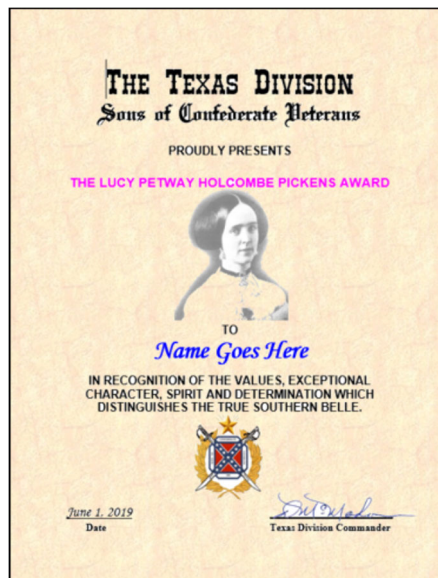 THE TEXAS DIVISION
Sons of Confederate Veterans
PROUDLY PRESENTS
THE LUCY PETWAY HOLCOMBE PICKENS AWARD
TO
Name Goes Here
IN RECOGNITION OF THE VALUES, EXCEPTIONAL
CHARACTER, SPIRIT AND DETERMINATION WHICH
DISTINGUISHES THE TRUE SOUTHERN BELLE.
June 1, 2019
Date
Texas Division Commander